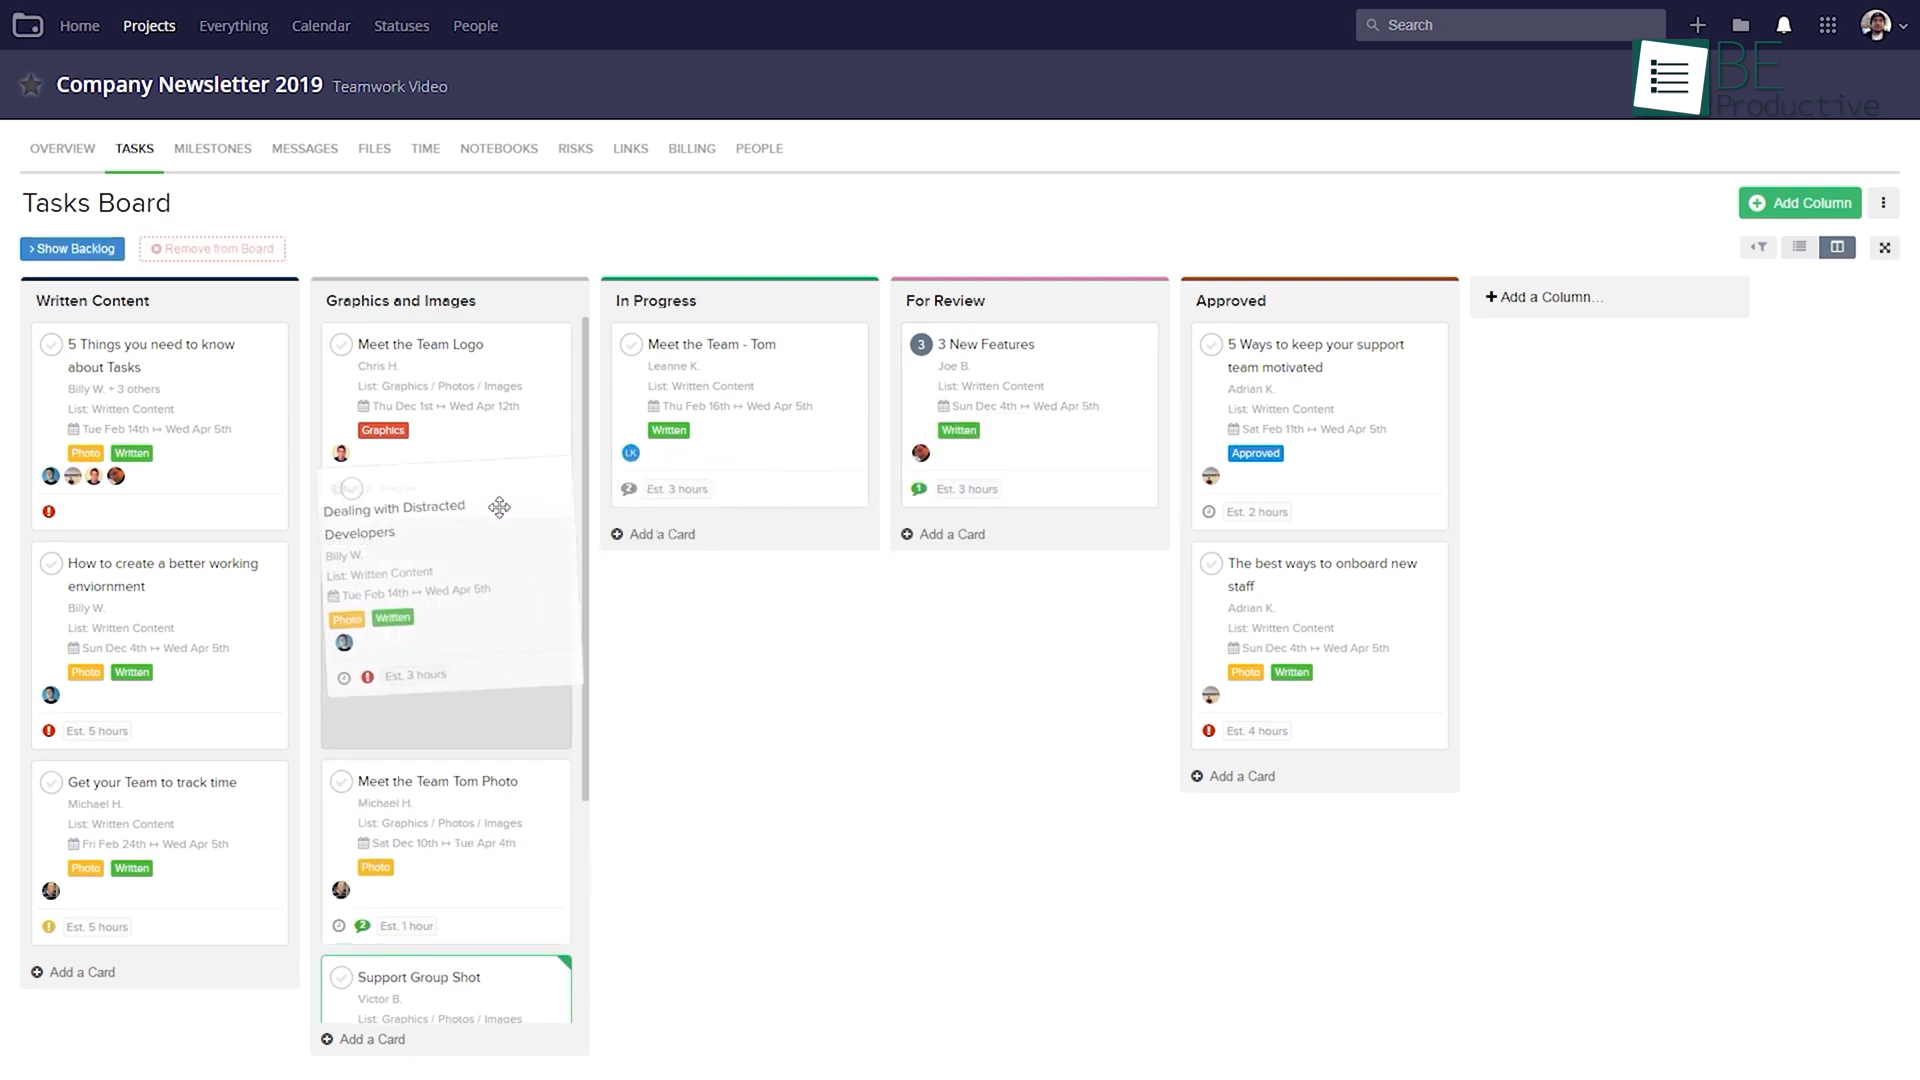 Home Projects Everything Calendar Statuses People Search
Company Newsletter 2019 Teamwork Video
BE
Productive
OVERVIEW TASKS MILESTONES MESSAGES FILES TIME NOTEBOOKS RISKS LINKS BILLING PEOPLE
Tasks Board
Add Column
Show Backlog
Remove from Board
Written Content
5 Things you need to know
about Tasks
Billy W. + 3 others
List: Written Content
Tue Feb 14th ↦ Wed Apr 5th
Photo Written
How to create a better working
enviornment
Billy W.
List: Written Content
Sun Dec 4th ↦ Wed Apr 5th
Photo Written
Est. 5 hours
Get your Team to track time
Michael H.
List: Written Content
Fri Feb 24th ↦ Wed Apr 5th
Photo Written
Est. 5 hours
Add a Card
Graphics and Images
Meet the Team Logo
Chris H.
List: Graphics / Photos / Images
Thu Dec 1st ↦ Wed Apr 12th
Graphics
Dealing with Distracted
Developers
Billy W.
List: Written Content
Tue Feb 14th ↦ Wed Apr 5th
Photo Written
Est. 3 hours
Meet the Team Tom Photo
Michael H.
List: Graphics / Photos / Images
Sat Dec 10th ↦ Tue Apr 4th
Photo
2 Est. 1 hour
Support Group Shot
Victor B.
List: Graphics / Photos / Images
Add a Card
In Progress
Meet the Team - Tom
Leanne K.
List: Written Content
Thu Feb 16th ↦ Wed Apr 5th
Written
LK
2 Est. 3 hours
Add a Card
For Review
3 3 New Features
Joe B.
List: Written Content
Sun Dec 4th ↦ Wed Apr 5th
Written
1 Est. 3 hours
Add a Card
Approved
5 Ways to keep your support
team motivated
Adrian K.
List: Written Content
Sat Feb 11th ↦ Wed Apr 5th
Approved
Est. 2 hours
The best ways to onboard new
staff
Adrian K.
List: Written Content
Sun Dec 4th ↦ Wed Apr 5th
Photo Written
Est. 4 hours
Add a Card
Add a Column...